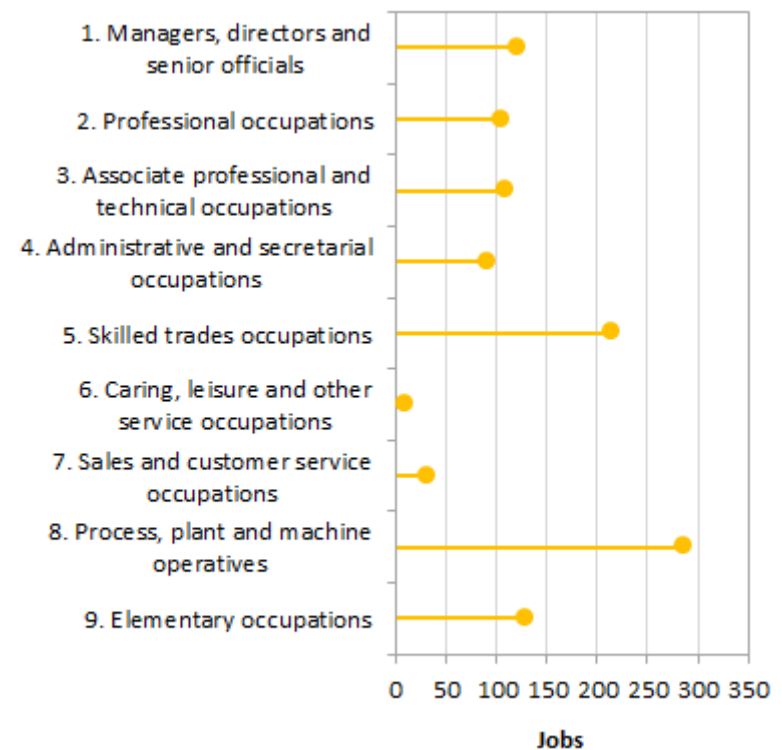 1. Managers, directors and
senior officials
2. Professional occupations
3. Associate professional and
technical occupations
4. Administrative and secretarial
occupations
5. Skilled trades occupations
6. Caring, leisure and other
service occupations
7. Sales and customer service
occupations
8. Process, plant and machine
operatives
9. Elementary occupations
0 50 100 150 200 250 300 350
Jobs